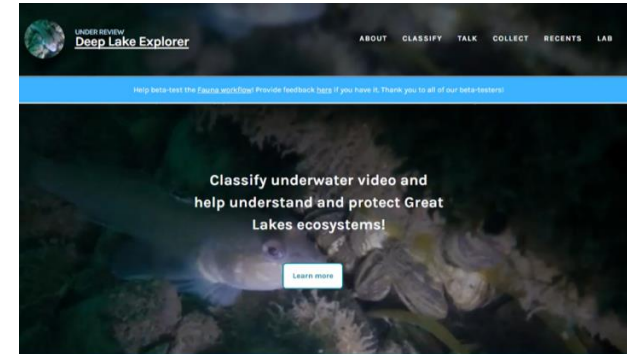 UNDER REVIEW
Deep Lake Explorer
ABOUT CLASSIFY TALK COLLECT RECENTS LAB
Help beta-test the Fauna workflow! Provide feedback here if you have it. Thank you to all of our beta-testers!
Classify underwater video and
help understand and protect Great
Lakes ecosystems!
Learn more